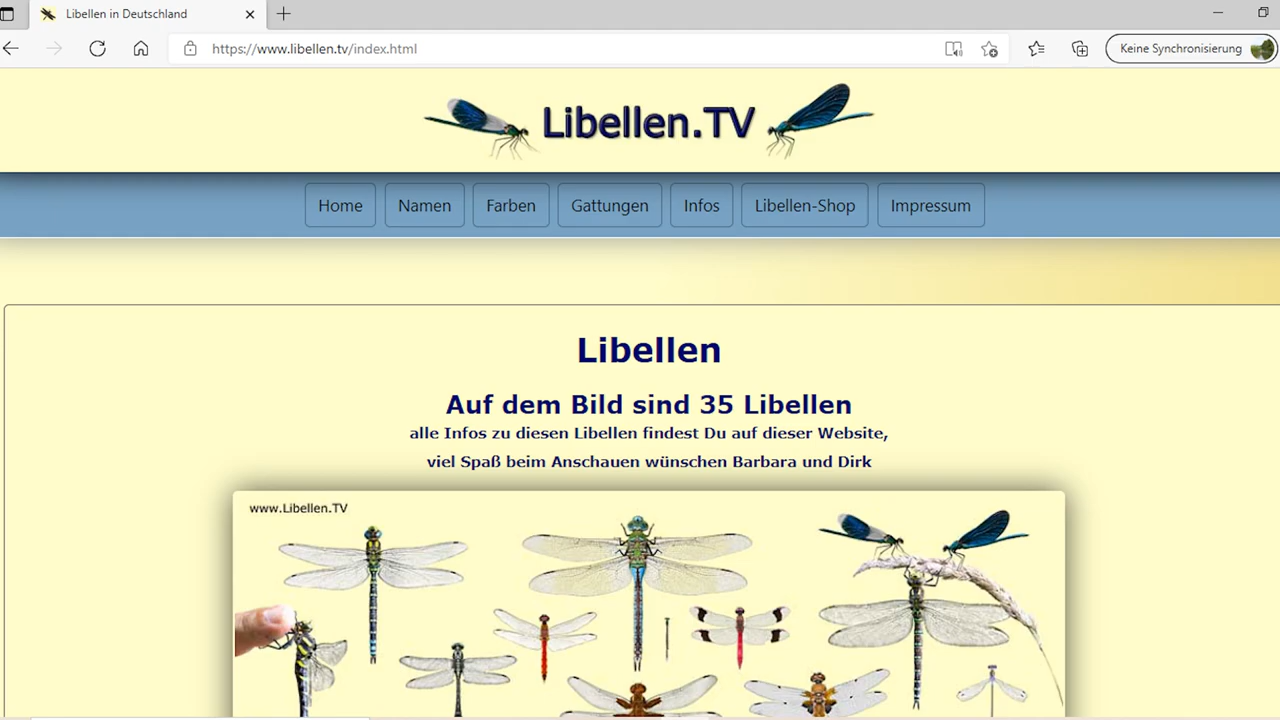 Libellen in Deutschland
https://www.libellen.tv/index.html
Keine Synchronisierung
Libellen.TV
Home
Namen
Farben
Gattungen
Infos
Libellen-Shop
Impressum
Libellen
Auf dem Bild sind 35 Libellen
alle Infos zu diesen Libellen findest Du auf dieser Website,
viel Spaß beim Anschauen wünschen Barbara und Dirk
www.Libellen.TV